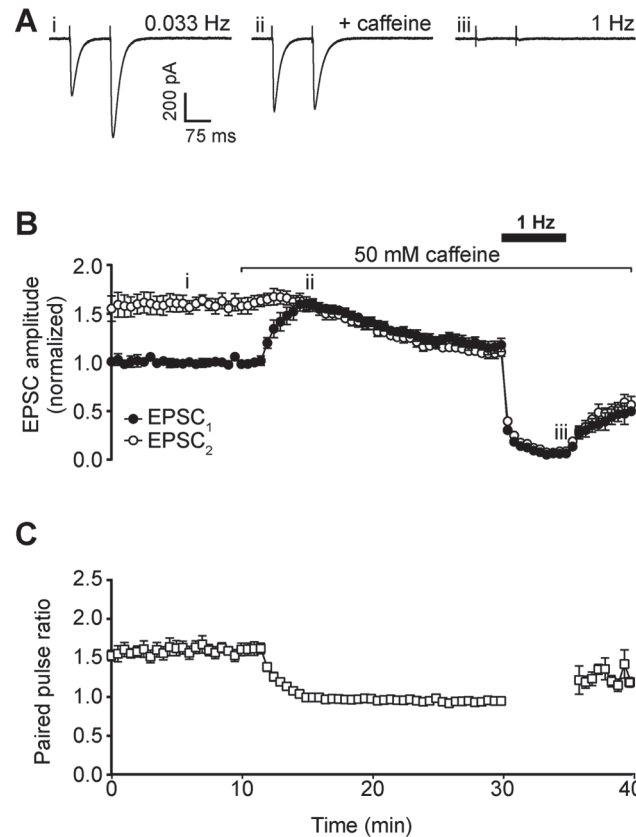 A
i 0.033 Hz ii + caffeine iii 1 Hz
200 pA
75 ms
B
1 Hz
50 mM caffeine
2.0
1.5
1.0
0.5
0.0
EPSC amplitude
(normalized)
i ii iii
EPSC1
EPSC2
C
2.5
2.0
1.5
1.0
0.5
0.0
Paired pulse ratio
0 10 20 30 40
Time (min)